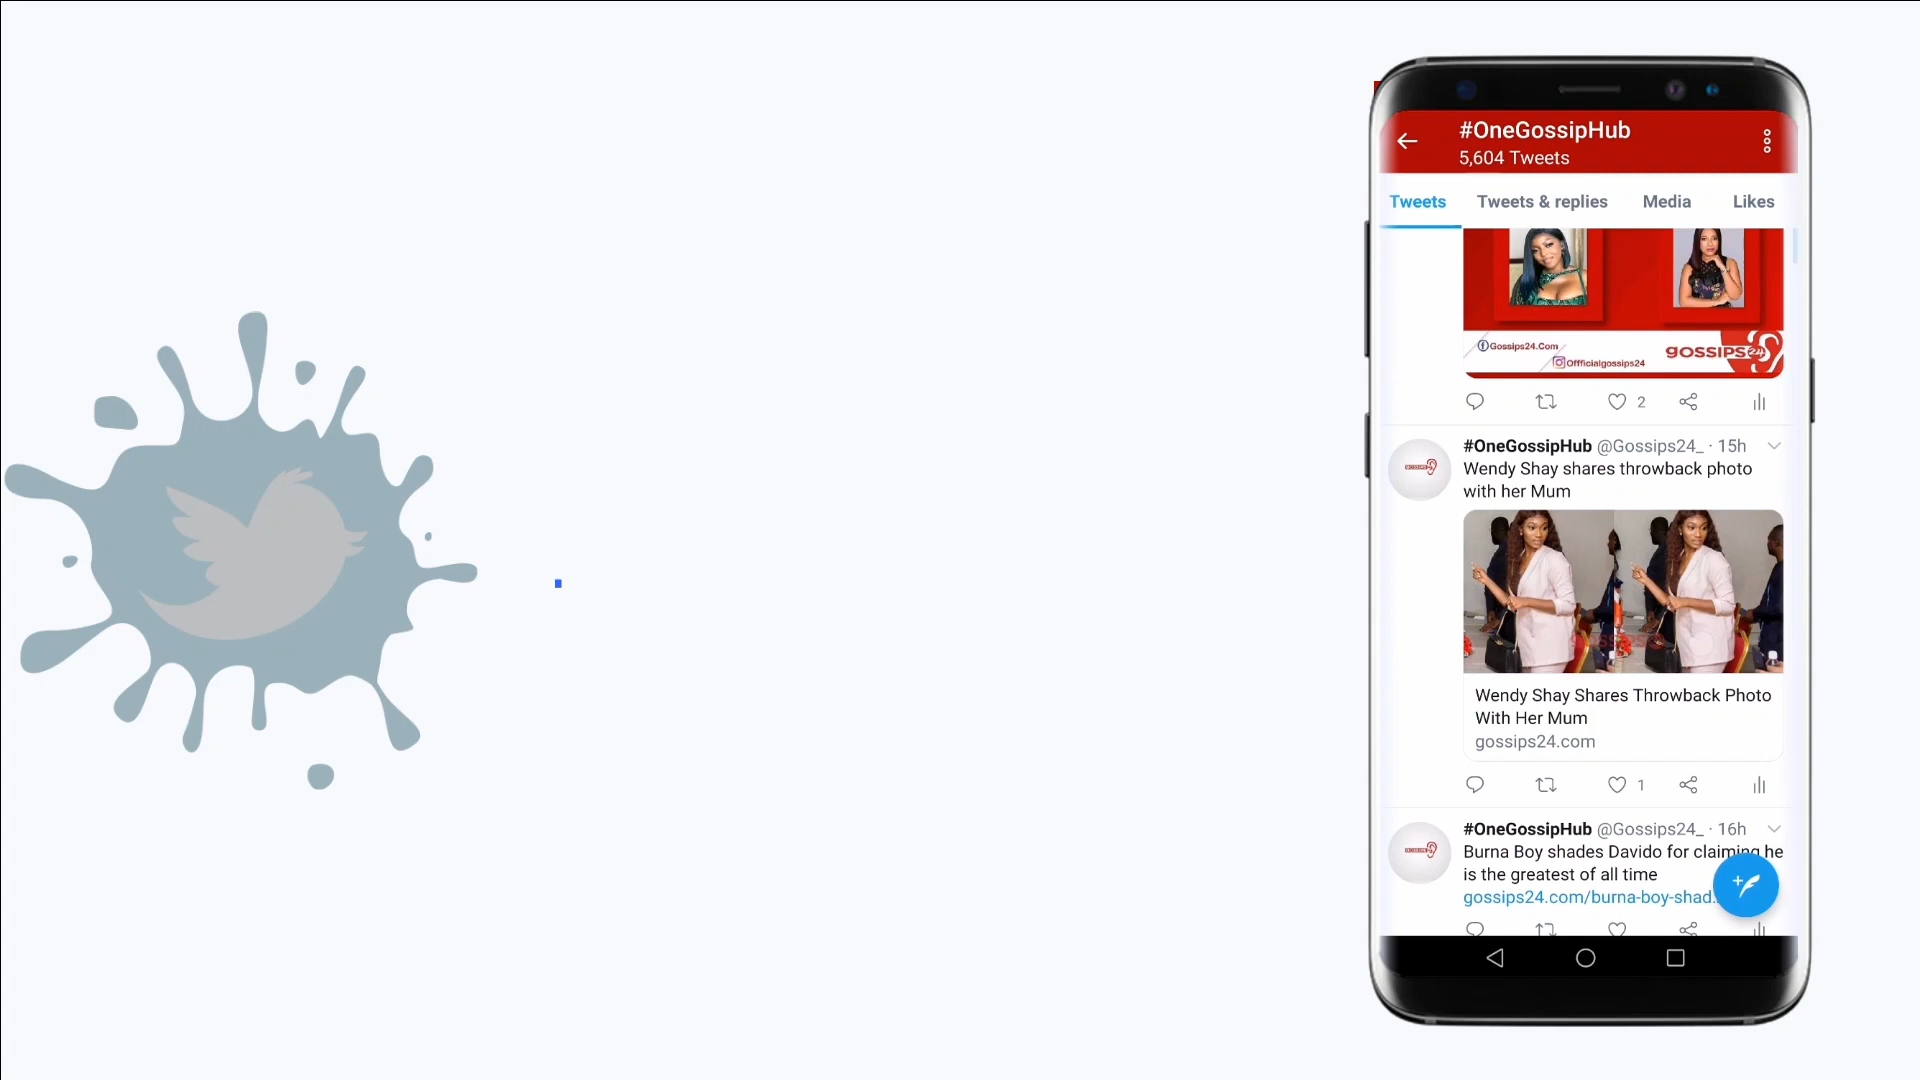 #OneGossipHub
5,604 Tweets
Tweets Tweets & replies Media Likes
Gossips24.Com
gossips24
Offficialgossips24
2
#OneGossipHub @Gossips24_ · 15h
Wendy Shay shares throwback photo
with her Mum
Wendy Shay Shares Throwback Photo
With Her Mum
gossips24.com
1
#OneGossipHub @Gossips24_ · 16h
Burna Boy shades Davido for claiming he
is the greatest of all time
gossips24.com/burna-boy-shad...